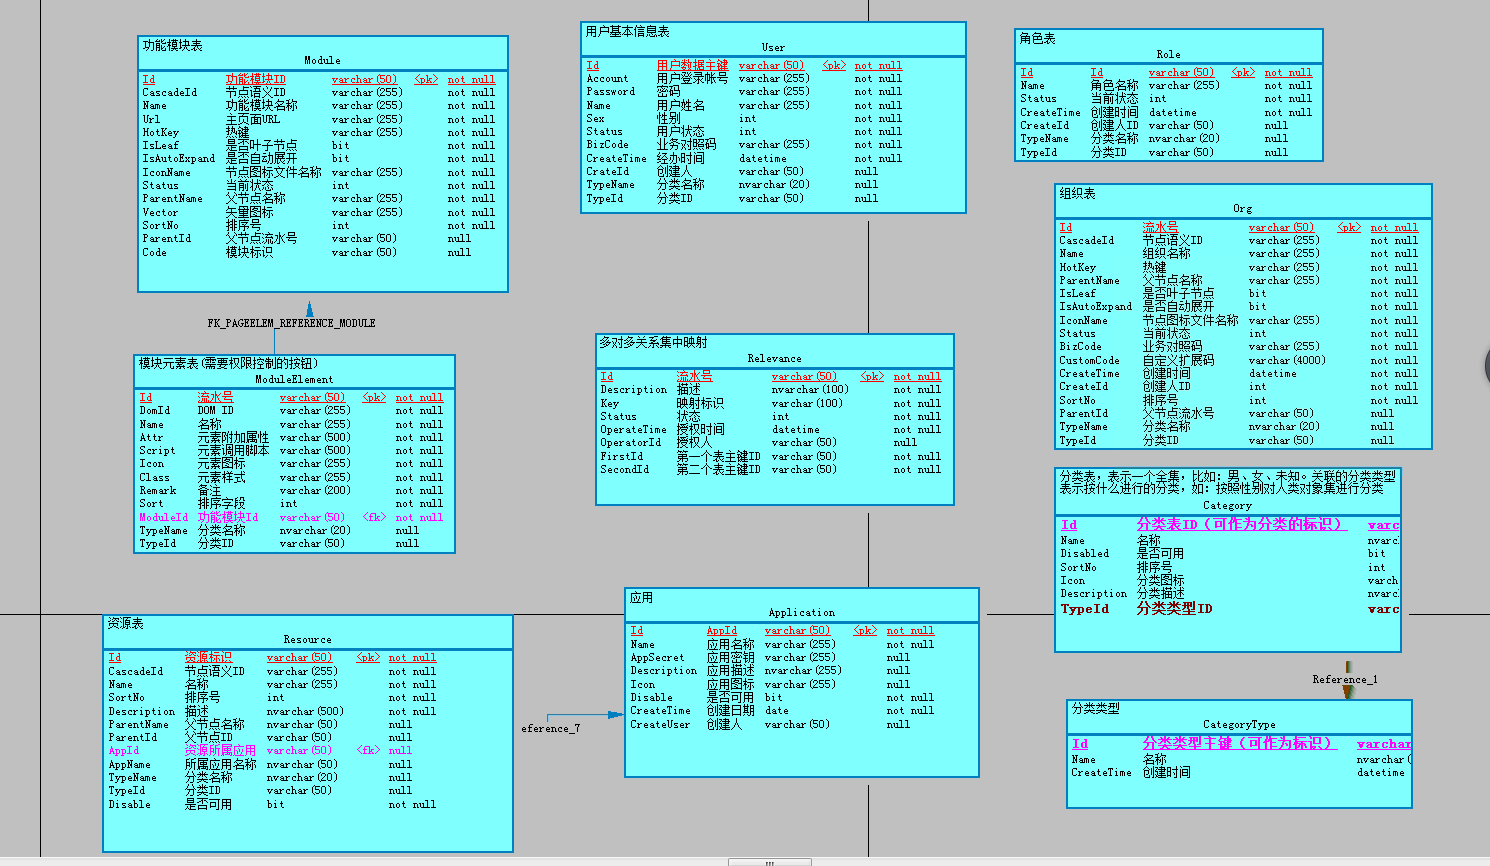 功能模块表
Module
Id 功能模块ID varchar(50) <pk> not null
CascadeId 节点语义ID varchar(255) not null
Name 功能模块名称 varchar(255) not null
Url 主页面URL varchar(255) not null
HotKey 热键 varchar(255) not null
IsLeaf 是否叶子节点 bit not null
IsAutoExpand 是否自动展开 bit not null
IconName 节点图标文件名称 varchar(255) not null
Status 当前状态 int not null
ParentName 父节点名称 varchar(255) not null
Vector 矢量图标 varchar(255) not null
SortNo 排序号 int not null
ParentId 父节点流水号 varchar(50) null
Code 模块标识 varchar(50) null
用户基本信息表
User
Id 用户数据主键 varchar(50) <pk> not null
Account 用户登录帐号 varchar(255) not null
Password 密码 varchar(255) not null
Name 用户姓名 varchar(255) not null
Sex 性别 int not null
Status 用户状态 int not null
BizCode 业务对照码 varchar(255) not null
CreateTime 经办时间 datetime not null
CrateId 创建人 varchar(50) null
TypeName 分类名称 nvarchar(20) null
TypeId 分类ID varchar(50) null
角色表
Role
Id Id varchar(50) <pk> not null
Name 角色名称 varchar(255) not null
Status 当前状态 int not null
CreateTime 创建时间 datetime not null
CreateId 创建人ID varchar(50) null
TypeName 分类名称 nvarchar(20) null
TypeId 分类ID varchar(50) null
组织表
Org
Id 流水号 varchar(50) <pk> not null
CascadeId 节点语义ID varchar(255) not null
Name 组织名称 varchar(255) not null
HotKey 热键 varchar(255) not null
ParentName 父节点名称 varchar(255) not null
IsLeaf 是否叶子节点 bit not null
IsAutoExpand 是否自动展开 bit not null
IconName 节点图标文件名称 varchar(255) not null
Status 当前状态 int not null
BizCode 业务对照码 varchar(255) not null
CustomCode 自定义扩展码 varchar(4000) not null
CreateTime 创建时间 datetime not null
CreateId 创建人ID int not null
SortNo 排序号 int not null
ParentId 父节点流水号 varchar(50) null
TypeName 分类名称 nvarchar(20) null
TypeId 分类ID varchar(50) null
FK_PAGEELEM_REFERENCE_MODULE
模块元素表(需要权限控制的按钮)
ModuleElement
Id 流水号 varchar(50) <pk> not null
DomId DOM ID varchar(255) not null
Name 名称 varchar(255) not null
Attr 元素附加属性 varchar(500) not null
Script 元素调用脚本 varchar(500) not null
Icon 元素图标 varchar(255) not null
Class 元素样式 varchar(255) not null
Remark 备注 varchar(200) not null
Sort 排序字段 int not null
ModuleId 功能模块Id varchar(50) <fk> not null
TypeName 分类名称 nvarchar(20) null
TypeId 分类ID varchar(50) null
多对多关系集中映射
Relevance
Id 流水号 varchar(50) <pk> not null
Description 描述 nvarchar(100) not null
Key 映射标识 varchar(100) not null
Status 状态 int not null
OperateTime 授权时间 datetime not null
OperatorId 授权人 varchar(50) null
FirstId 第一个表主键ID varchar(50) not null
SecondId 第二个表主键ID varchar(50) not null
分类表，表示一个全集，比如：男、女、未知。关联的分类类型
表示按什么进行的分类，如：按照性别对人类对象集进行分类
Category
Id 分类表ID（可作为分类的标识） varc
Name 名称 nvarc
Disabled 是否可用 bit
SortNo 排序号 int
Icon 分类图标 varch
Description 分类描述 nvarc
TypeId 分类类型ID varc
资源表
Resource
Id 资源标识 varchar(50) <pk> not null
CascadeId 节点语义ID varchar(255) not null
Name 名称 varchar(255) not null
SortNo 排序号 int not null
Description 描述 nvarchar(500) not null
ParentName 父节点名称 nvarchar(50) null
ParentId 父节点ID varchar(50) null
AppId 资源所属应用 varchar(50) <fk> null
AppName 所属应用名称 nvarchar(50) null
TypeName 分类名称 nvarchar(20) null
TypeId 分类ID varchar(50) null
Disable 是否可用 bit not null
eference_7
应用
Application
Id AppId varchar(50) <pk> not null
Name 应用名称 varchar(255) not null
AppSecret 应用密钥 varchar(255) null
Description 应用描述 nvarchar(255) null
Icon 应用图标 varchar(255) null
Disable 是否可用 bit not null
CreateTime 创建日期 date not null
CreateUser 创建人 varchar(50) null
Reference_1
分类类型
CategoryType
Id 分类类型主键（可作为标识） varchar
Name 名称 nvarchar(
CreateTime 创建时间 datetime